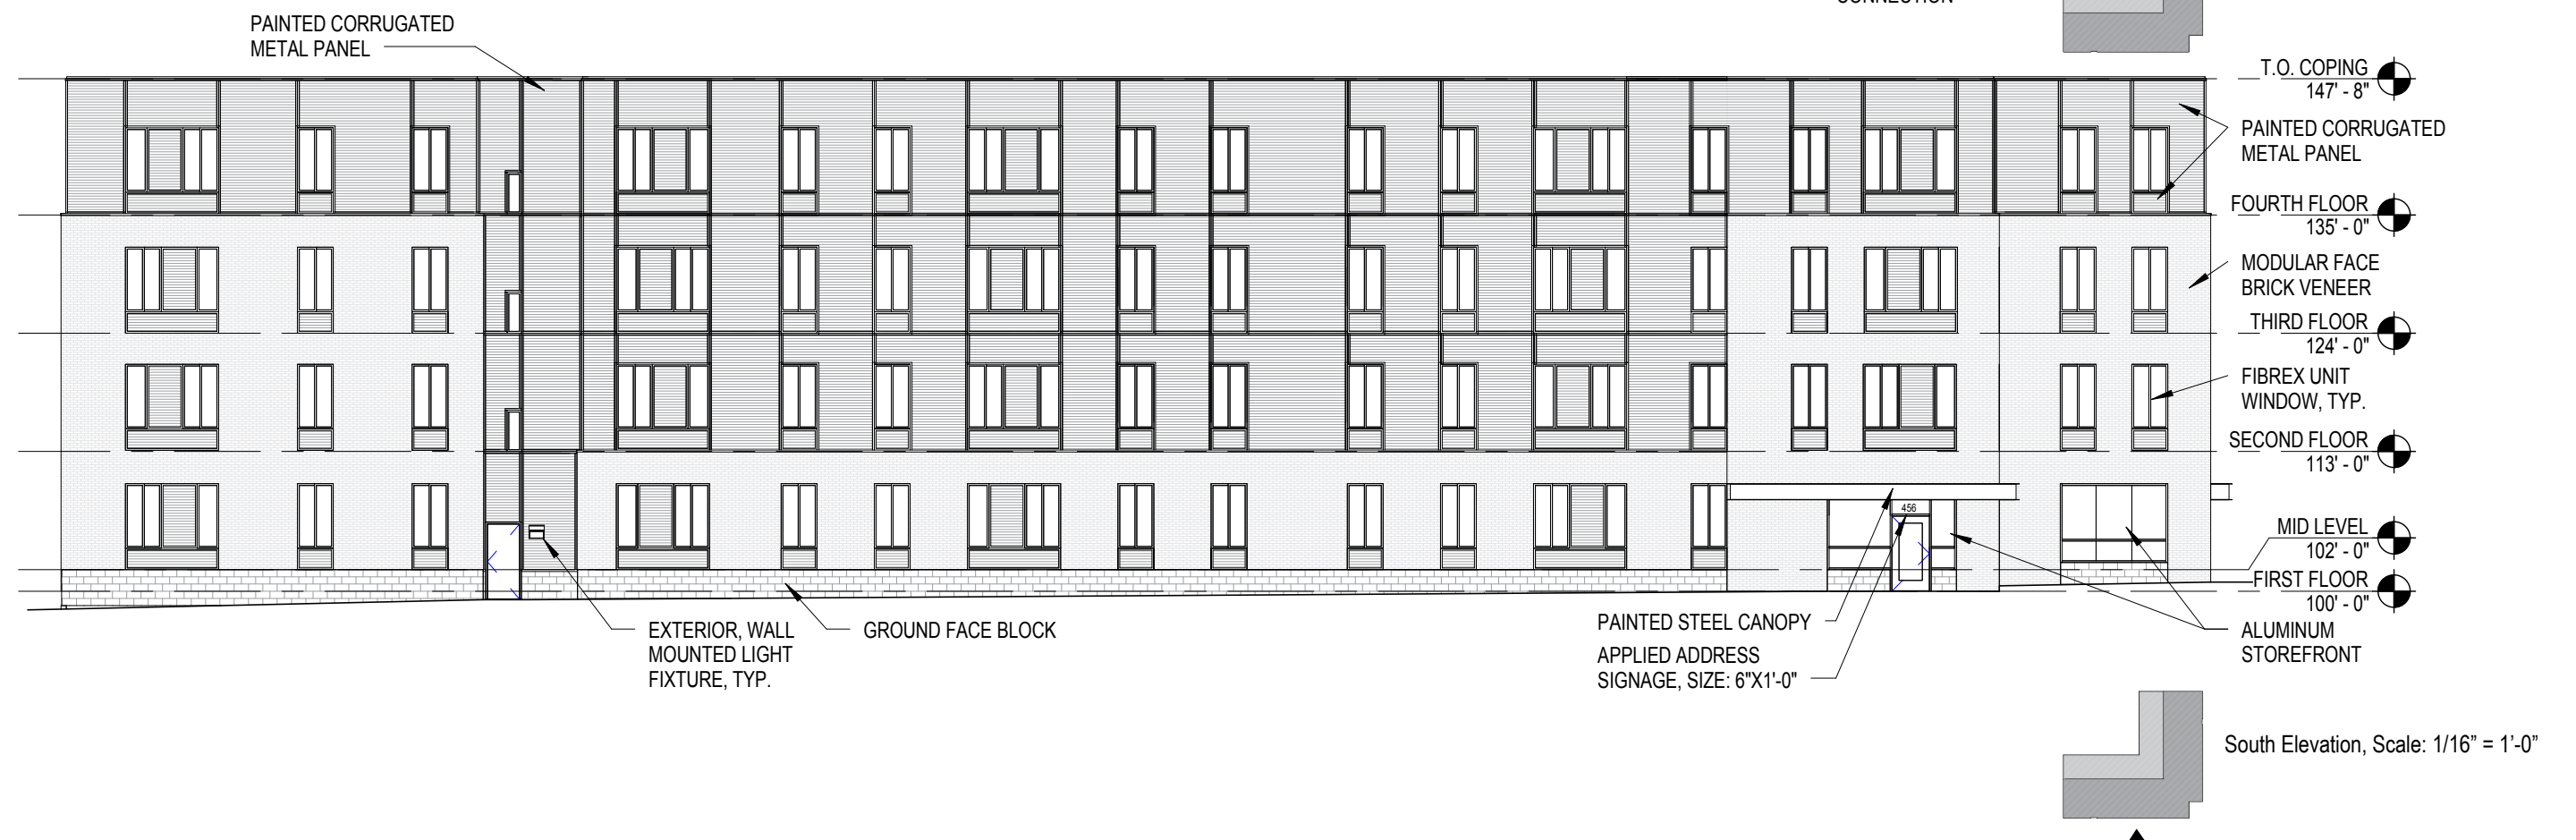 CONNECTION
PAINTED CORRUGATED
METAL PANEL
T.O. COPING
147' - 8"
PAINTED CORRUGATED
METAL PANEL
FOURTH FLOOR
135' - 0"
MODULAR FACE
BRICK VENEER
THIRD FLOOR
124' - 0"
FIBREX UNIT
WINDOW, TYP.
SECOND FLOOR
113' - 0"
456
MID LEVEL
102' - 0"
FIRST FLOOR
100' - 0"
EXTERIOR, WALL
MOUNTED LIGHT
FIXTURE, TYP.
GROUND FACE BLOCK
PAINTED STEEL CANOPY
APPLIED ADDRESS
SIGNAGE, SIZE: 6"X1'-0"
ALUMINUM
STOREFRONT
South Elevation, Scale: 1/16” = 1’-0”